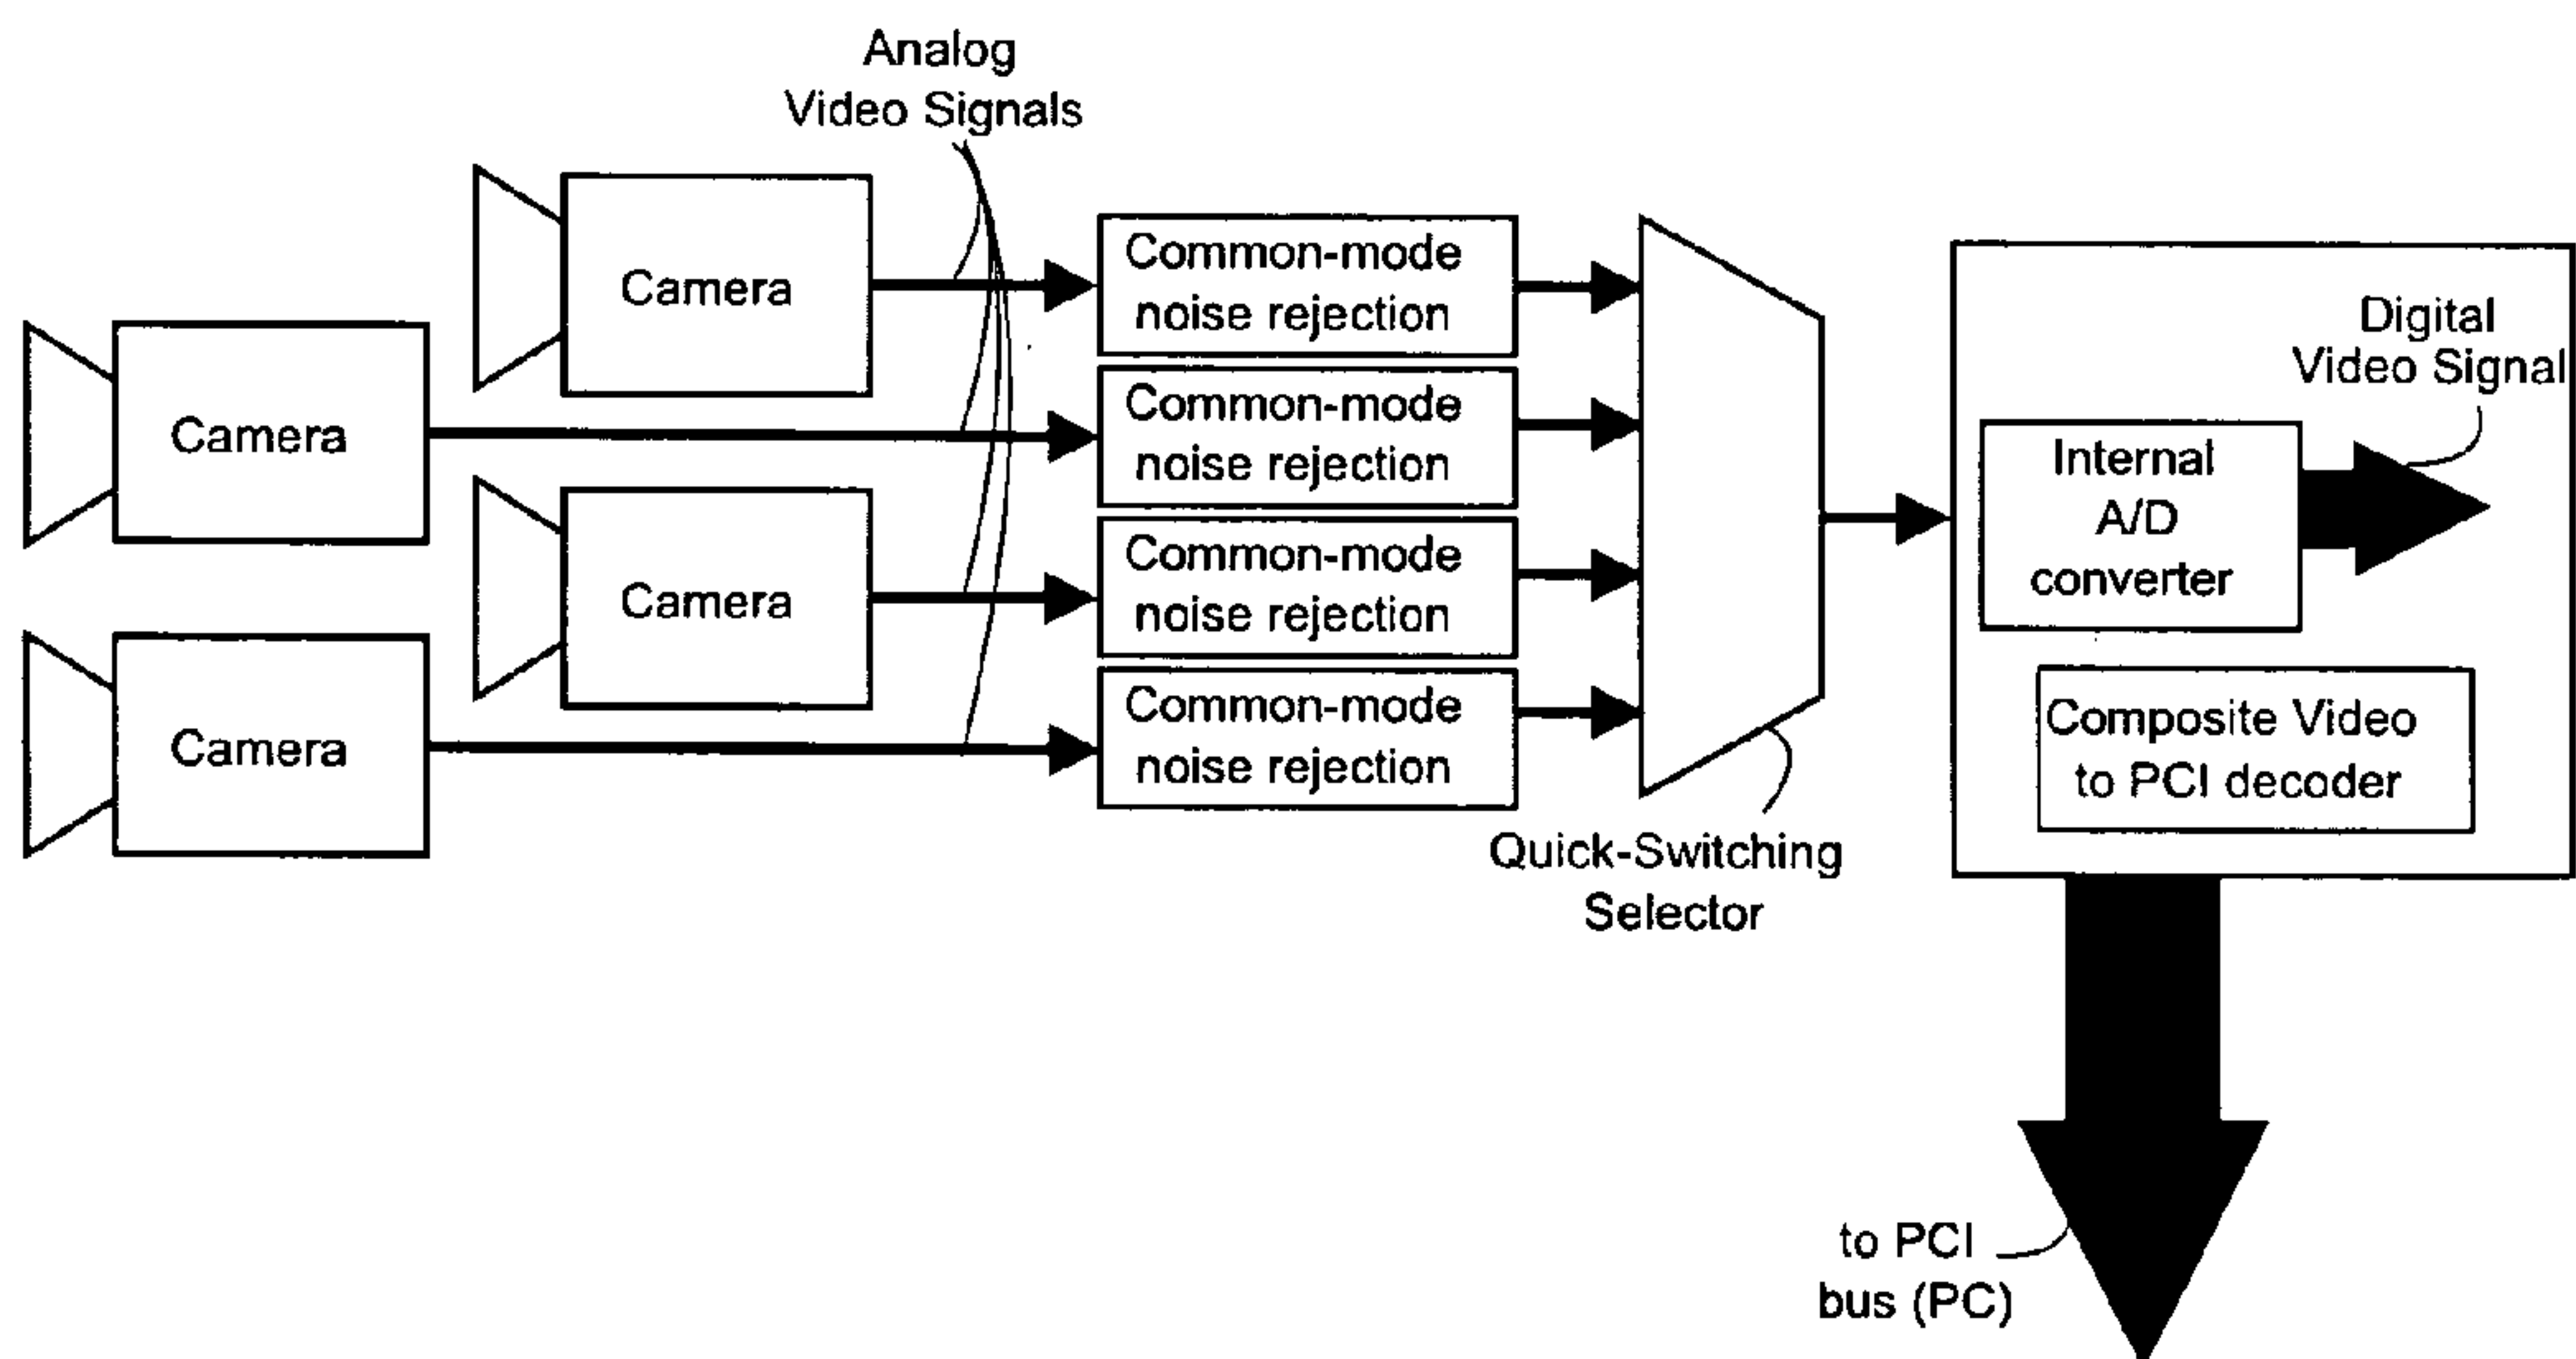 Analog
Video Signals
Camera
Camera
Camera
Camera
Common-mode
noise rejection
Common-mode
noise rejection
Common-mode
noise rejection
Common-mode
noise rejection
Quick-Switching
Selector
Digital
Video Signal
Internal
A/D
converter
Composite Video
to PCI decoder
to PCI
bus (PC)